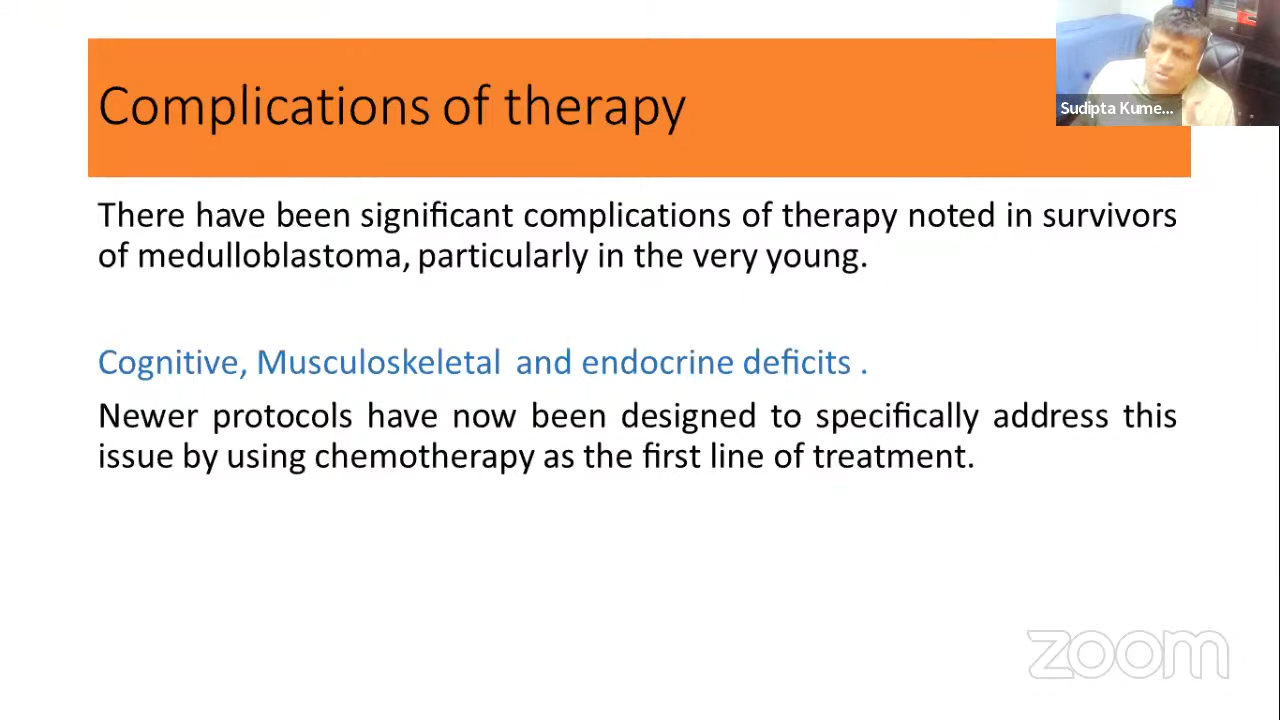 Complications of therapy
Sudipta Kume...
There have been significant complications of therapy noted in survivors
of medulloblastoma, particularly in the very young.
Cognitive, Musculoskeletal and endocrine deficits .
Newer protocols have now been designed to specifically address this
issue by using chemotherapy as the first line of treatment.
zoom